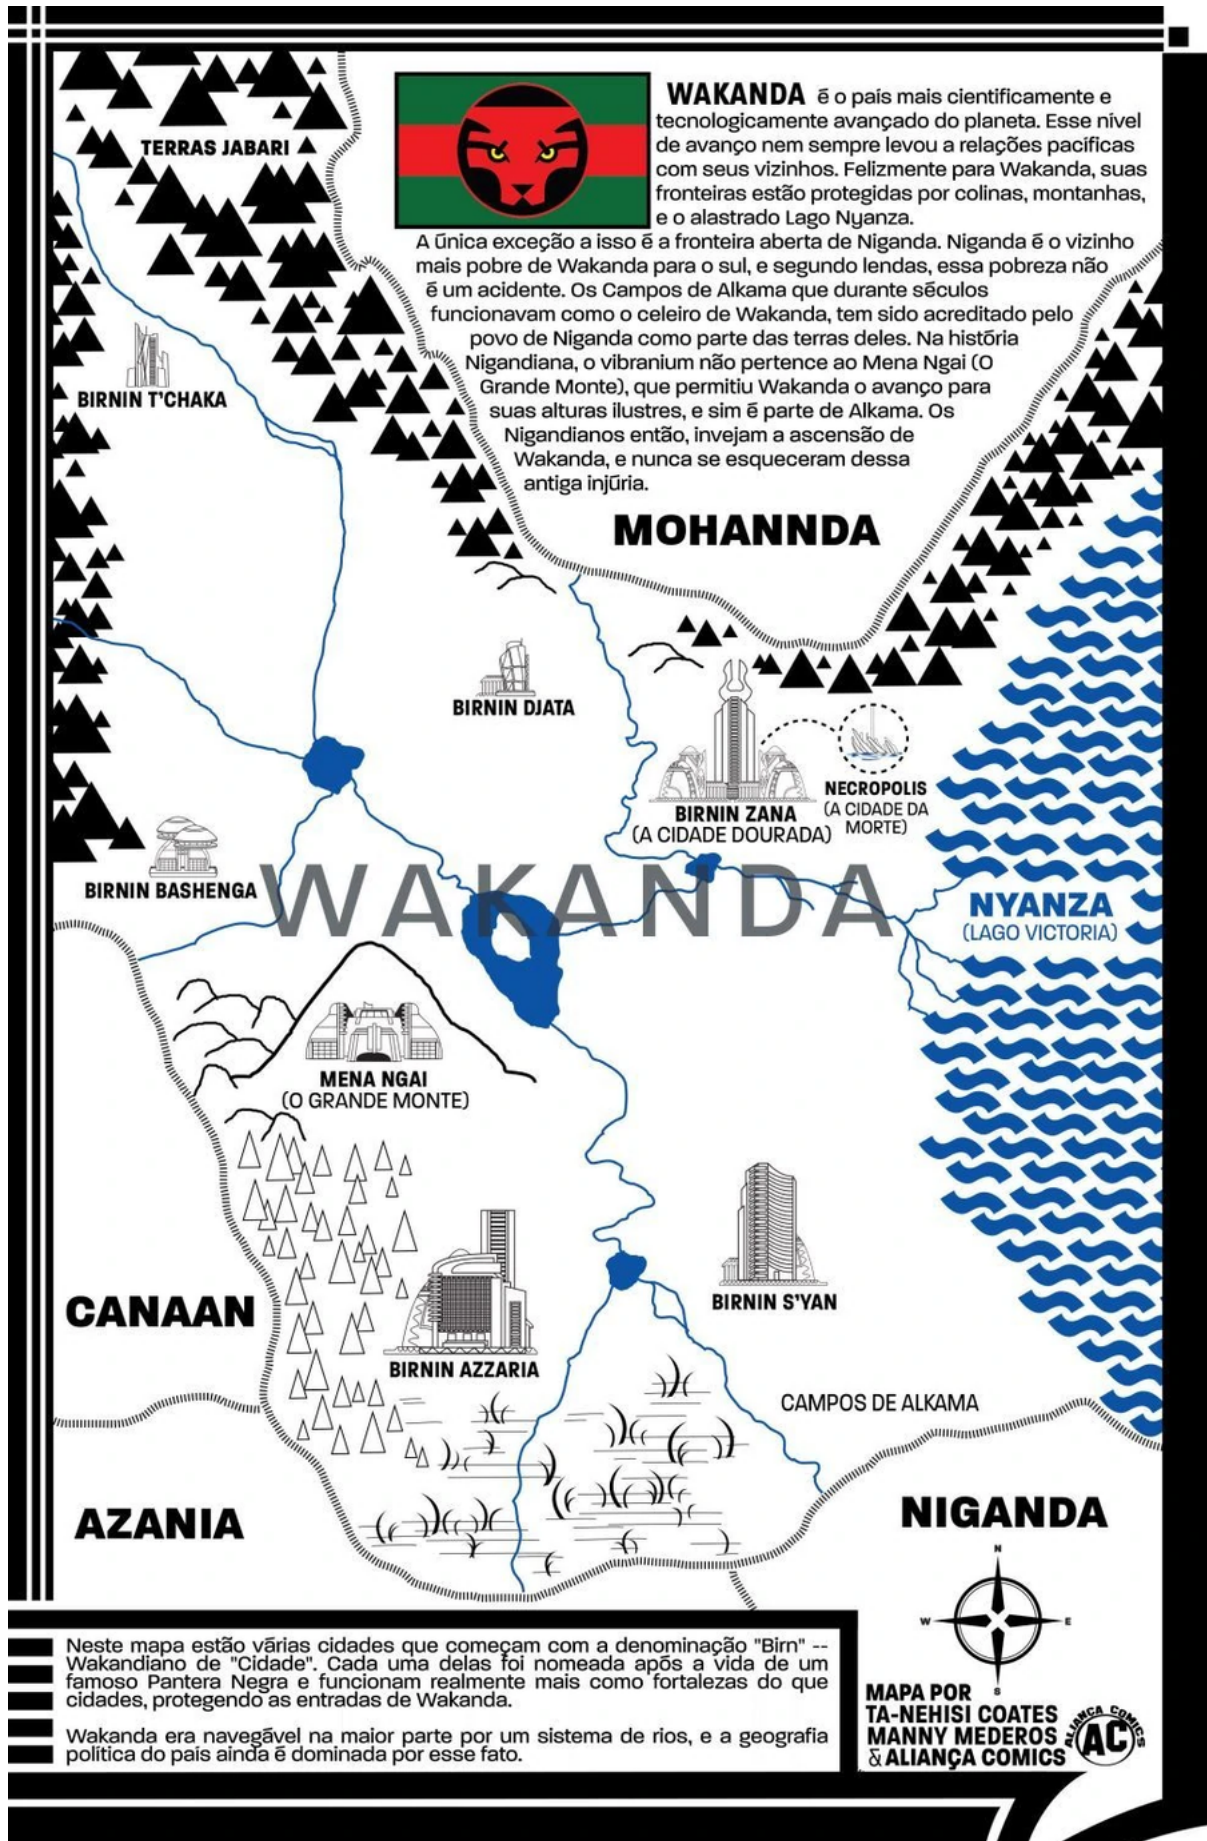 WAKANDA é o país mais cientificamente e
tecnologicamente avançado do planeta. Esse nível
de avanço nem sempre levou a relações pacificas
com seus vizinhos. Felizmente para Wakanda, suas
fronteiras estão protegidas por colinas, montanhas,
e o alastrado Lago Nyanza.
A única exceção a isso é a fronteira aberta de Niganda. Niganda é o vizinho
mais pobre de Wakanda para o sul, e segundo lendas, essa pobreza não
é um acidente. Os Campos de Alkama que durante séculos
funcionavam como o celeiro de Wakanda, tem sido acreditado pelo
povo de Niganda como parte das terras deles. Na história
Nigandiana, o vibranium não pertence ao Mena Ngai (O
Grande Monte), que permitiu Wakanda o avanço para
suas alturas ilustres, e sim é parte de Alkama. Os
Nigandianos então, invejam a ascensão de
Wakanda, e nunca se esqueceram dessa
antiga injúria.
TERRAS JABARI
BIRNIN T'CHAKA
MOHANNDA
BIRNIN DJATA
BIRNIN ZANA
(A CIDADE DOURADA)
NECROPOLIS
(A CIDADE DA
MORTE)
BIRNIN BASHENGA
WAKANDA
NYANZA
(LAGO VICTORIA)
MENA NGAI
(O GRANDE MONTE)
CANAAN
BIRNIN AZZARIA
BIRNIN S'YAN
CAMPOS DE ALKAMA
AZANIA
NIGANDA
N
W
E
S
Neste mapa estão várias cidades que começam com a denominação "Birn" --
Wakandiano de "Cidade". Cada uma delas foi nomeada após a vida de um
famoso Pantera Negra e funcionam realmente mais como fortalezas do que
cidades, protegendo as entradas de Wakanda.
Wakanda era navegável na maior parte por um sistema de rios, e a geografia
política do país ainda é dominada por esse fato.
MAPA POR
TA-NEHISI COATES
MANNY MEDEROS
& ALIANÇA COMICS
ALIANÇA COMICS
AC